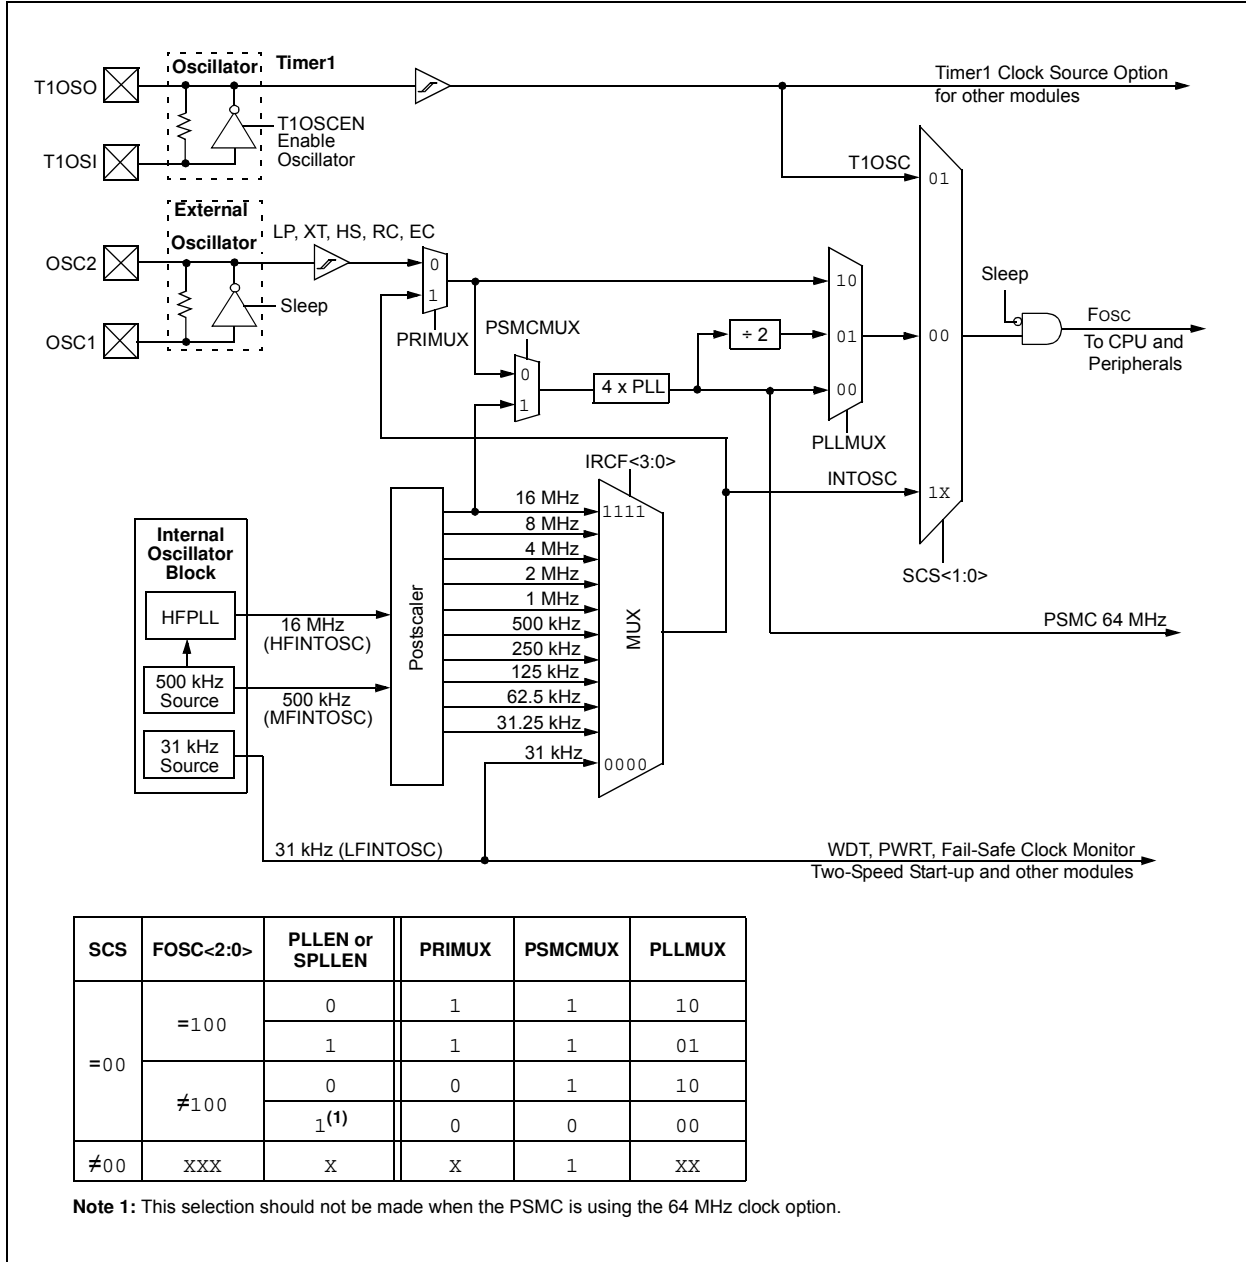 Oscillator Timer1
T1OSO
T1OSI
T1OSCEN
Enable
Oscillator
Timer1 Clock Source Option
for other modules
T1OSC
01
External
Oscillator
LP, XT, HS, RC, EC
OSC2
OSC1
Sleep
0
1
PRIMUX
PSMCMUX
0
1
4 x PLL
÷ 2
10
01
00
PLLMUX
00
Sleep
FOSC
To CPU and
Peripherals
INTOSC
1X
SCS<1:0>
PSMC 64 MHz
IRCF<3:0>
Internal
Oscillator
Block
HFPLL
500 kHz
Source
31 kHz
Source
16 MHz
(HFINTOSC)
500 kHz
(MFINTOSC)
Postscaler
16 MHz
8 MHz
4 MHz
2 MHz
1 MHz
500 kHz
250 kHz
125 kHz
62.5 kHz
31.25 kHz
31 kHz
1111
MUX
0000
31 kHz (LFINTOSC)
WDT, PWRT, Fail-Safe Clock Monitor
Two-Speed Start-up and other modules
SCS FOSC<2:0> PLLEN or SPLLEN PRIMUX PSMCMUX PLLMUX
=00 =100 0 1 1 10
1 1 1 01
≠100 0 0 1 10
1(1) 0 0 00
≠00 XXX X X 1 XX
Note 1: This selection should not be made when the PSMC is using the 64 MHz clock option.